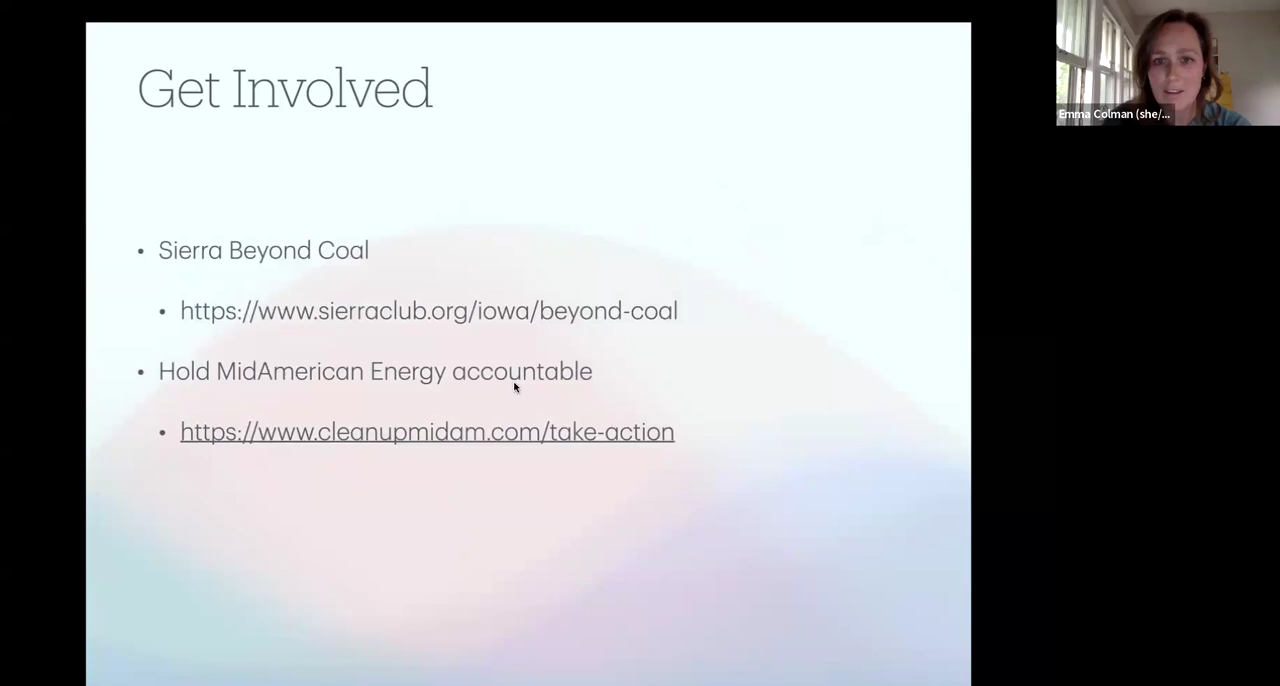 Get Involved
• Sierra Beyond Coal
• https://www.sierraclub.org/iowa/beyond-coal
• Hold MidAmerican Energy accountable
• https://www.cleanupmidam.com/take-action
Emma Colman (she/...